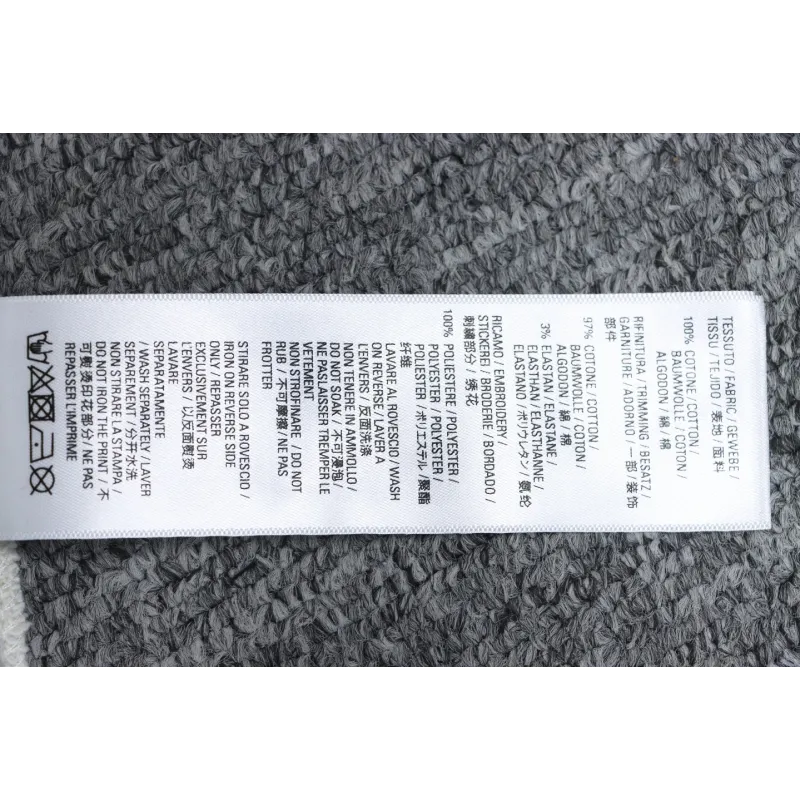 TESSUTO / FABRIC / GEWEBE /
TISSU / TEJIDO / 表地 / 面料
100% COTONE / COTTON /
BAUMWOLLE / COTON /
ALGODON / 綿 / 棉
RIFINITURA / TRIMMING / BESATZ /
GARNITURE / ADORNO / 一部 / 装饰
部件
97% COTONE / COTTON /
BAUMWOLLE / COTON /
ALGODON / 綿 / 棉
3% ELASTAN / ELASTANE /
ELASTHAN / ELASTHANNE /
ELASTANO / ポリウレタン / 氨纶
RICAMO / EMBROIDERY /
STICKEREI / BRODERIE / BORDADO /
刺繍部分 / 绣花
100% POLIESTERE / POLYESTER /
POLYESTER / POLYESTER /
POLIESTER / ポリエステル / 聚酯
纤维
LAVARE AL ROVESCIO / WASH
ON REVERSE / LAVER A
L'ENVERS / 反面洗涤
NON TENERE IN AMMOLLO /
DO NOT SOAK / 不可浸泡 /
NE PAS LAISSER TREMPER LE
VETEMENT
NON STROFINARE / DO NOT
RUB / 不可摩擦 / NE PAS
FROTTER
STIRARE SOLO A ROVESCIO /
IRON ON REVERSE SIDE
ONLY / REPASSER
EXCLUSIVEMENT SUR
L'ENVERS / 以反面熨烫
LAVARE
SEPARATAMENTE
/ WASH SEPARATELY / LAVER
SEPAREMENT / 分开水洗
NON STIRARE LA STAMPA /
DO NOT IRON THE PRINT / 不
可熨烫印花部分 / NE PAS
REPASSER L'IMPRIME